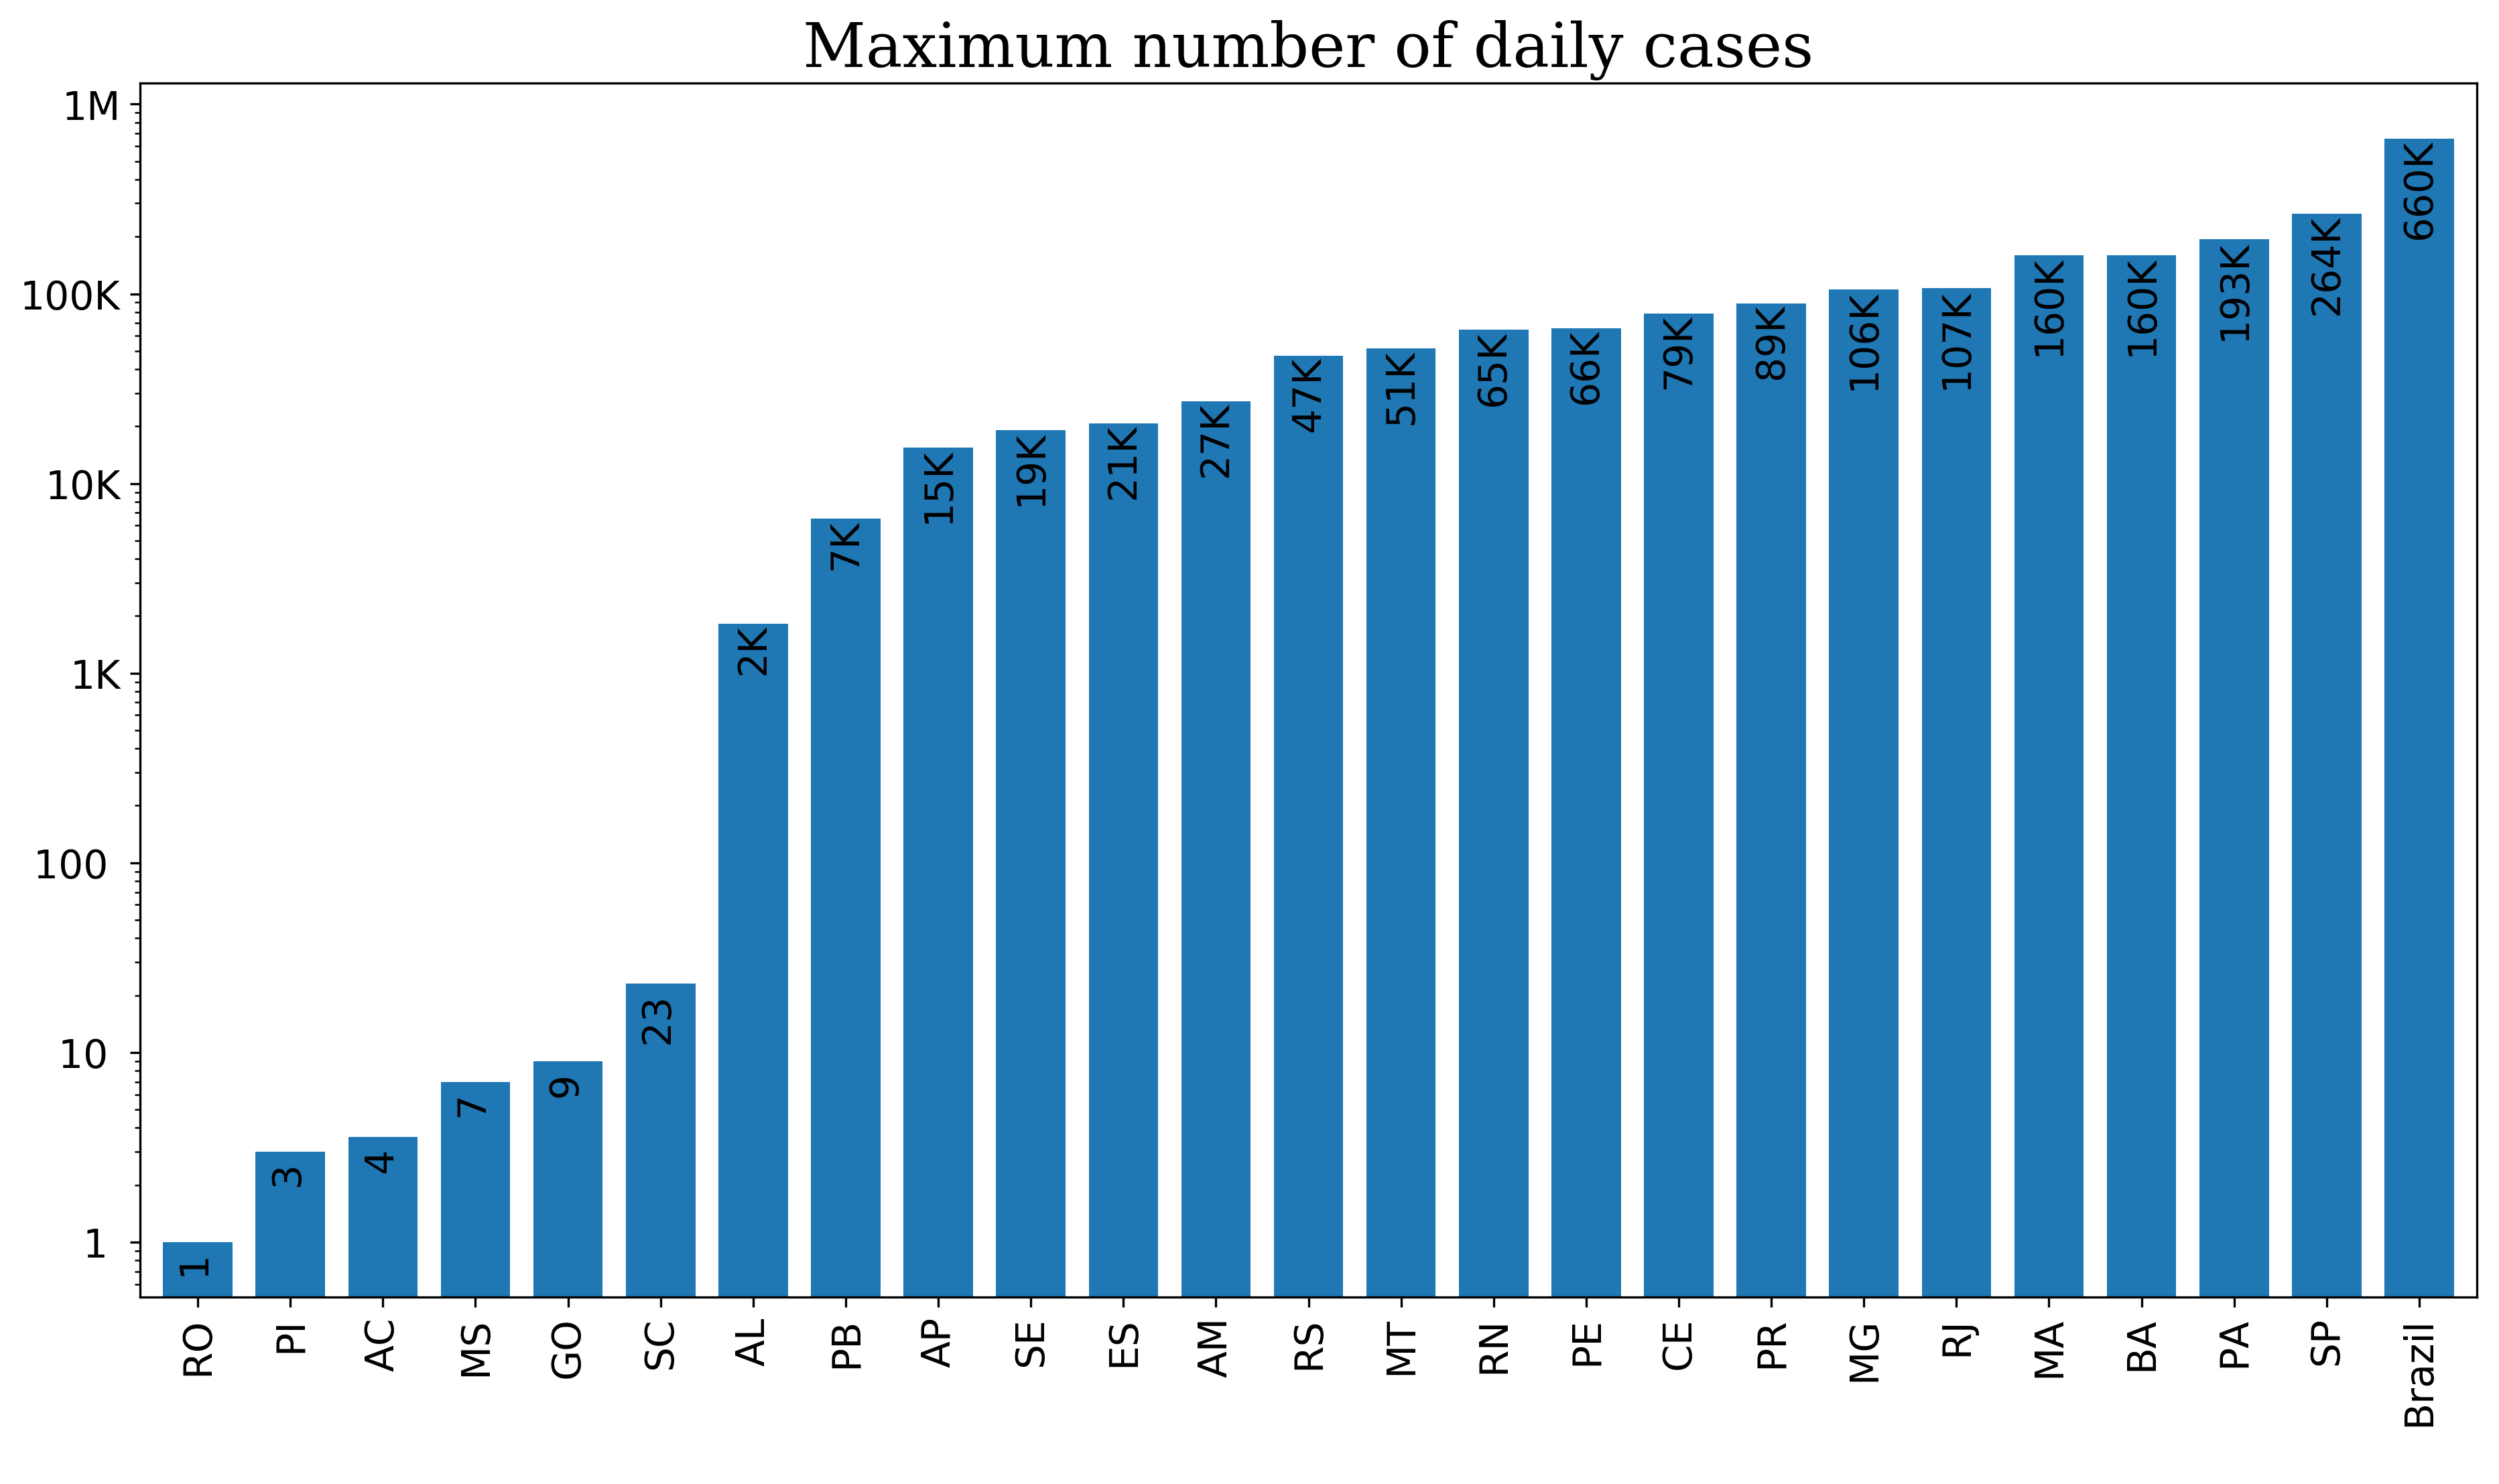 Maximum number of daily cases
1M
100K
10K
1K
100
10
1
1
3
4
7
9
23
2K
7K
15K
19K
21K
27K
47K
51K
65K
66K
79K
89K
106K
107K
160K
160K
193K
264K
660K
RO
PI
AC
MS
GO
SC
AL
PB
AP
SE
ES
AM
RS
MT
RN
PE
CE
PR
MG
RJ
MA
BA
PA
SP
Brazil